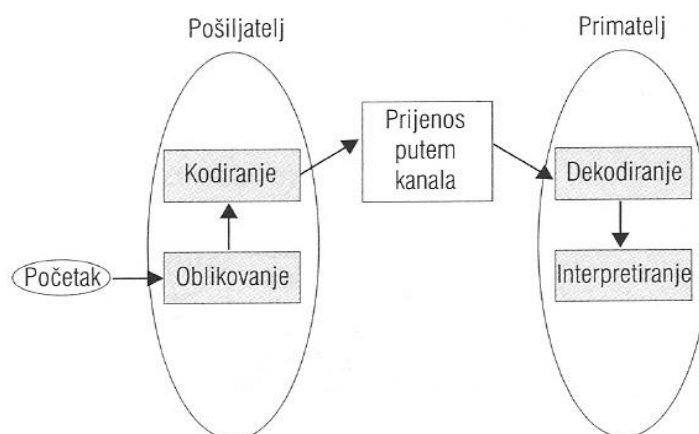 Pošiljatelj
Primatelj
Prijenos
putem
kanala
Kodiranje
Dekodiranje
Početak
Oblikovanje
Interpretiranje